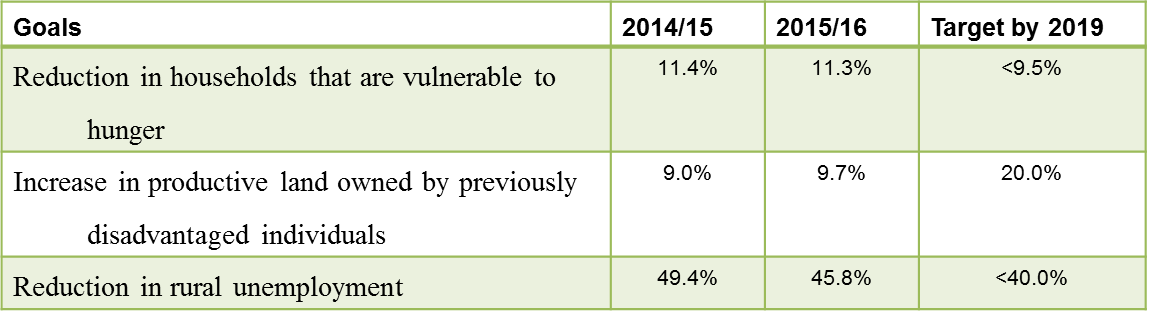 Goals 2014/15 2015/16 Target by 2019
Reduction in households that are vulnerable to 11.4% 11.3% <9.5%
hunger
Increase in productive land owned by previously 9.0% 9.7% 20.0%
disadvantaged individuals
Reduction in rural unemployment 49.4% 45.8% <40.0%